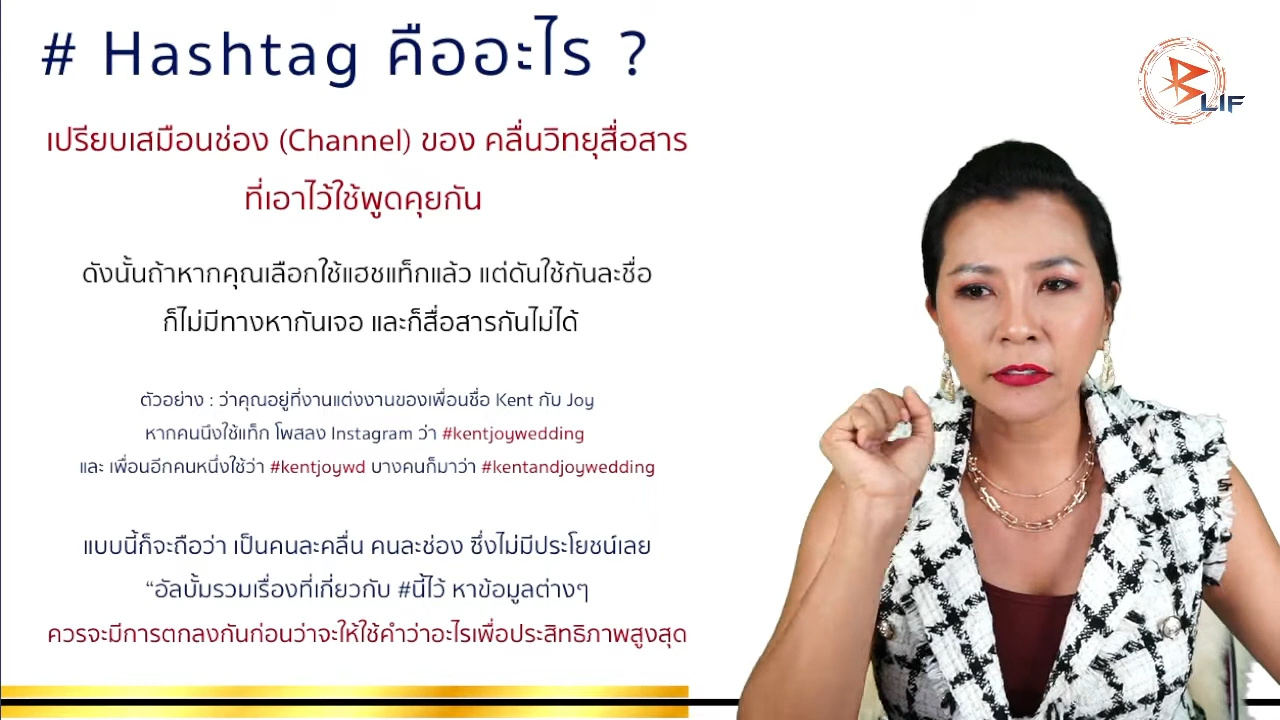 # Hashtag คืออะไร ?
LIF
เปรียบเสมือนช่อง (Channel) ของ คลื่นวิทยุสื่อสาร
ที่เอาไว้ใช้พูดคุยกัน
ดังนั้นถ้าหากคุณเลือกใช้แฮชแท็กแล้ว แต่ดันใช้กันละชื่อ
ก็ไม่มีทางหากันเจอ และก็สื่อสารกันไม่ได้
ตัวอย่าง : ว่าคุณอยู่ที่งานแต่งงานของเพื่อนชื่อ Kent กับ Joy
หากคนนึงใช้แท็ก โพสลง Instagram ว่า #kentjoywedding
และ เพื่อนอีกคนหนึ่งใช้ว่า #kentjoywd บางคนก็มาว่า #kentandjoywedding
แบบนี้ก็จะถือว่า เป็นคนละคลื่น คนละช่อง ซึ่งไม่มีประโยชน์เลย
“อัลบั้มรวมเรื่องที่เกี่ยวกับ #นี้ไว้ หาข้อมูลต่างๆ
ควรจะมีการตกลงกันก่อนว่าจะให้ใช้คำว่าอะไรเพื่อประสิทธิภาพสูงสุด